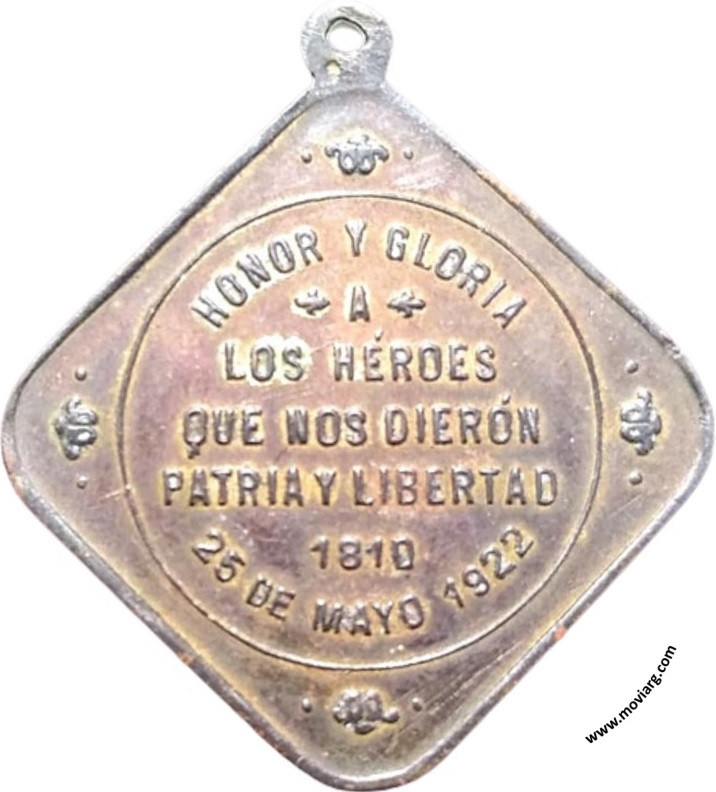 HONOR Y GLORIA
A
LOS HÉROES
QUE NOS DIERÓN
PATRIA Y LIBERTAD
1810
25 DE MAYO 1922
www.moviarg.com